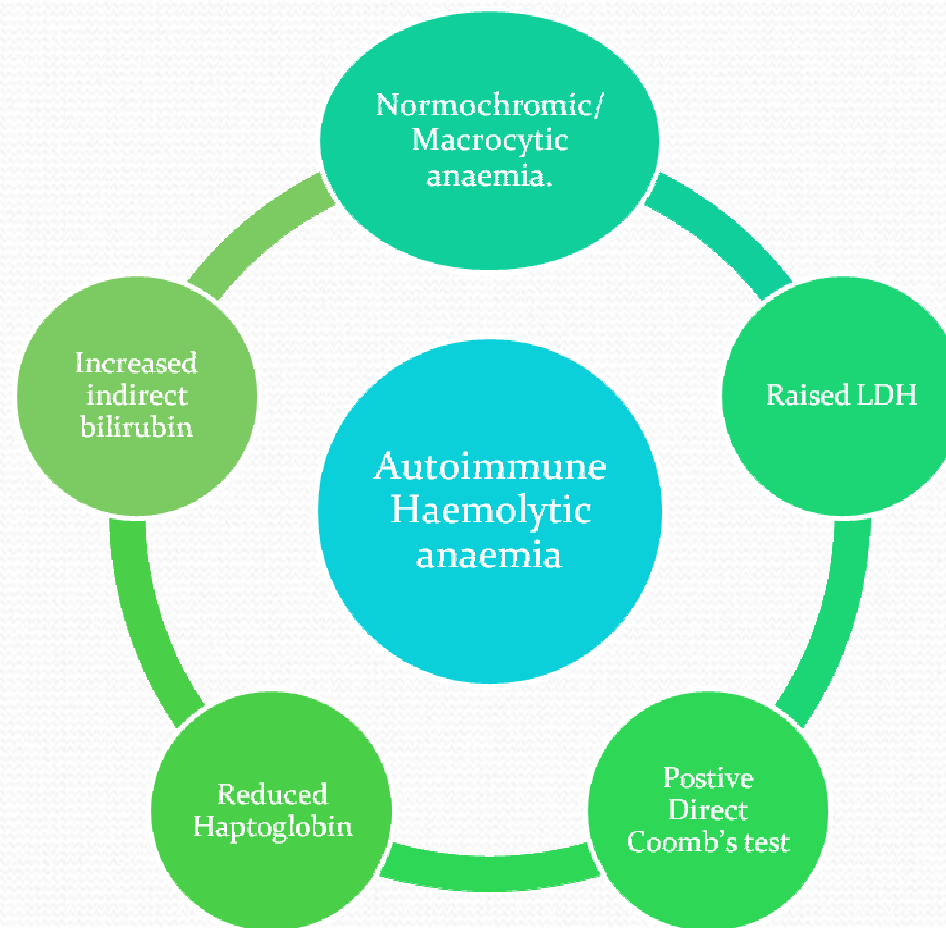 Normochromic/
Macrocytic
anaemia.
Increased
indirect
bilirubin
Raised LDH
Autoimmune
Haemolytic
anaemia
Reduced
Haptoglobin
Postive
Direct
Coomb’s test